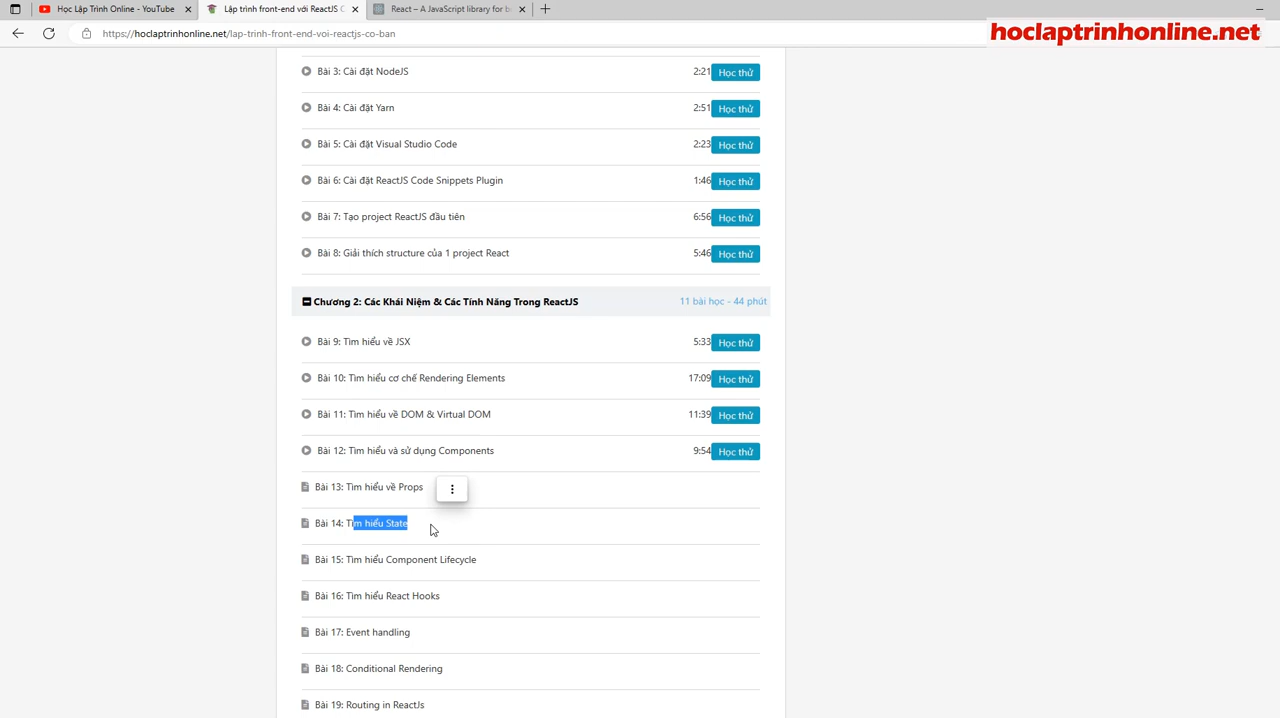 Học Lập Trình Online - YouTube
Lập trình front-end với ReactJS C
React – A JavaScript library for b
https://hoclaptrinhonline.net/lap-trinh-front-end-voi-reactjs-co-ban
hoclaptrinhonline.net
Bài 3: Cài đặt NodeJS 2:21 Học thử
Bài 4: Cài đặt Yarn 2:51 Học thử
Bài 5: Cài đặt Visual Studio Code 2:23 Học thử
Bài 6: Cài đặt ReactJS Code Snippets Plugin 1:46 Học thử
Bài 7: Tạo project ReactJS đầu tiên 6:56 Học thử
Bài 8: Giải thích structure của 1 project React 5:46 Học thử
Chương 2: Các Khái Niệm & Các Tính Năng Trong ReactJS 11 bài học - 44 phút
Bài 9: Tìm hiểu về JSX 5:33 Học thử
Bài 10: Tìm hiểu cơ chế Rendering Elements 17:09 Học thử
Bài 11: Tìm hiểu về DOM & Virtual DOM 11:39 Học thử
Bài 12: Tìm hiểu và sử dụng Components 9:54 Học thử
Bài 13: Tìm hiểu về Props
Bài 14: Tìm hiểu State
Bài 15: Tìm hiểu Component Lifecycle
Bài 16: Tìm hiểu React Hooks
Bài 17: Event handling
Bài 18: Conditional Rendering
Bài 19: Routing in ReactJs